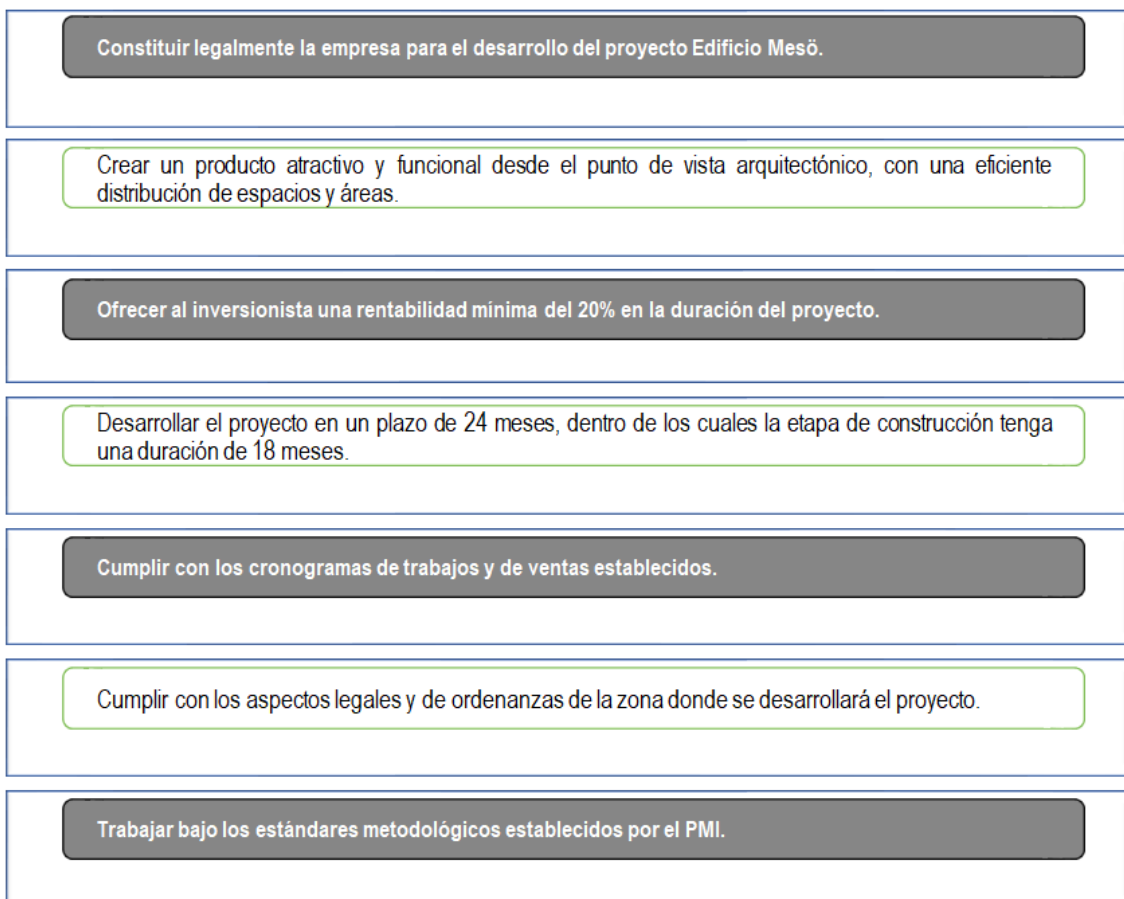 Constituir legalmente la empresa para el desarrollo del proyecto Edificio Mesö.
Crear un producto atractivo y funcional desde el punto de vista arquitectónico, con una eficiente
distribución de espacios y áreas.
Ofrecer al inversionista una rentabilidad mínima del 20% en la duración del proyecto.
Desarrollar el proyecto en un plazo de 24 meses, dentro de los cuales la etapa de construcción tenga
una duración de 18 meses.
Cumplir con los cronogramas de trabajos y de ventas establecidos.
Cumplir con los aspectos legales y de ordenanzas de la zona donde se desarrollará el proyecto.
Trabajar bajo los estándares metodológicos establecidos por el PMI.